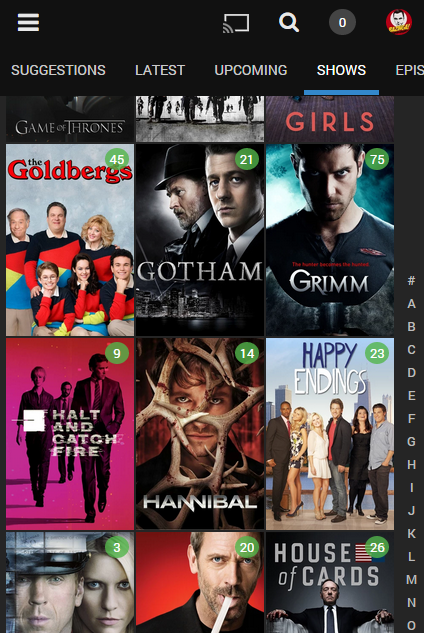 0
SUGGESTIONS LATEST UPCOMING SHOWS EPIS
GAME OF THRONES
GIRLS
the
Goldbergs
45
21
GOTHAM
75
The hunter becomes the hunted.
GRIMM
9
HALT
AND
CATCH
FIRE
14
HANNIBAL
HAPPY
ENDINGS
23
3
20
HOUSE
of CARDS
26
#
A
B
C
D
E
F
G
H
I
J
K
L
M
N
O